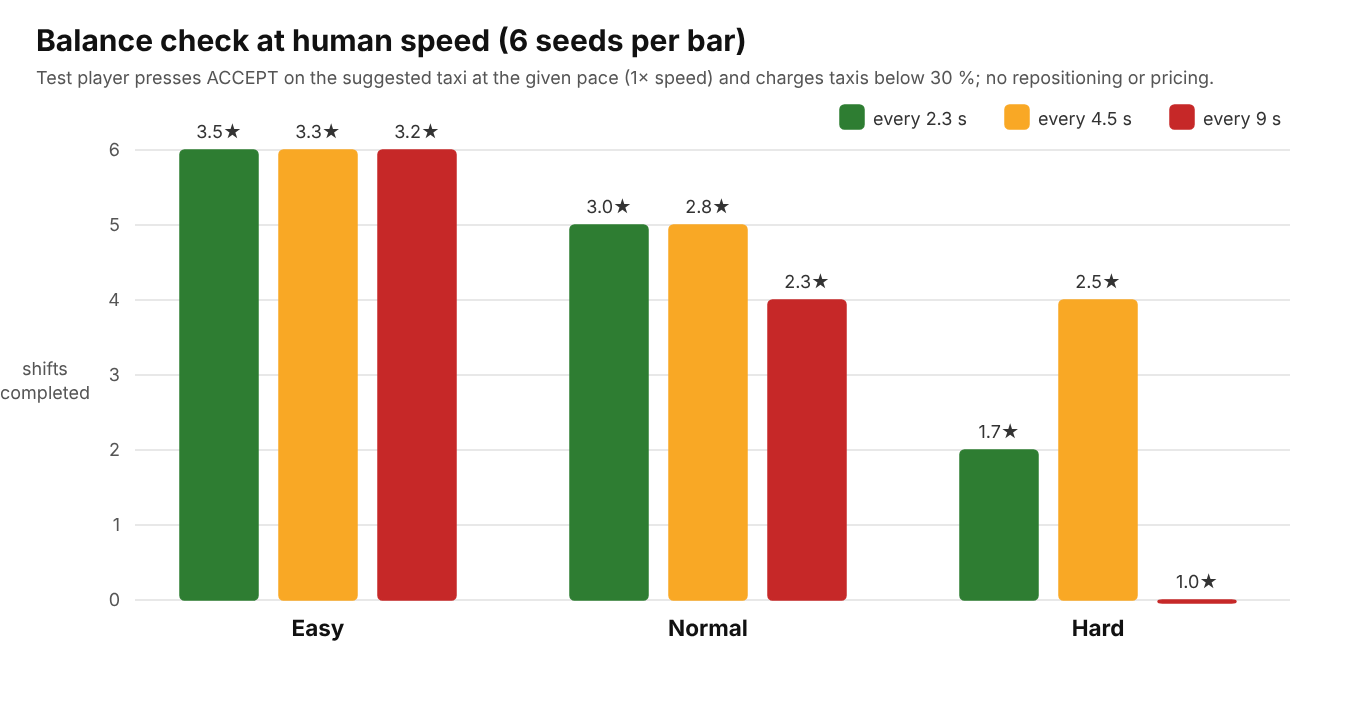 Balance check at human speed (6 seeds per bar)
Test player presses ACCEPT on the suggested taxi at the given pace (1× speed) and charges taxis below 30 %; no repositioning or pricing.
every 2.3 s
every 4.5 s
every 9 s
3.5★
3.3★
3.2★
3.0★
2.8★
2.3★
1.7★
2.5★
1.0★
6
5
4
3
2
1
0
shifts
completed
Easy
Normal
Hard